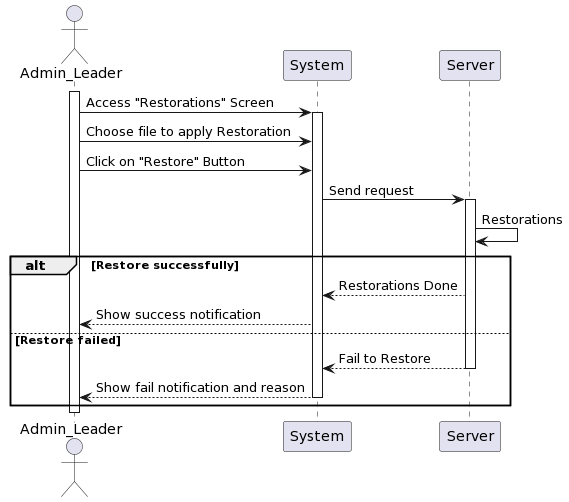 Admin_Leader
System
Server
Access "Restorations" Screen
Choose file to apply Restoration
Click on "Restore" Button
Send request
Restorations
alt [Restore successfully]
Restorations Done
Show success notification
[Restore failed]
Fail to Restore
Show fail notification and reason
Admin_Leader
System
Server